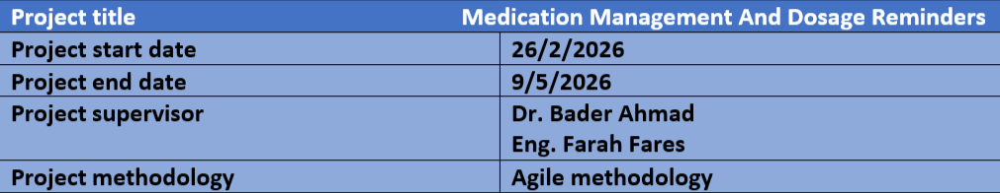 Project title Medication Management And Dosage Reminders
Project start date 26/2/2026
Project end date 9/5/2026
Project supervisor Dr. Bader Ahmad
Eng. Farah Fares
Project methodology Agile methodology